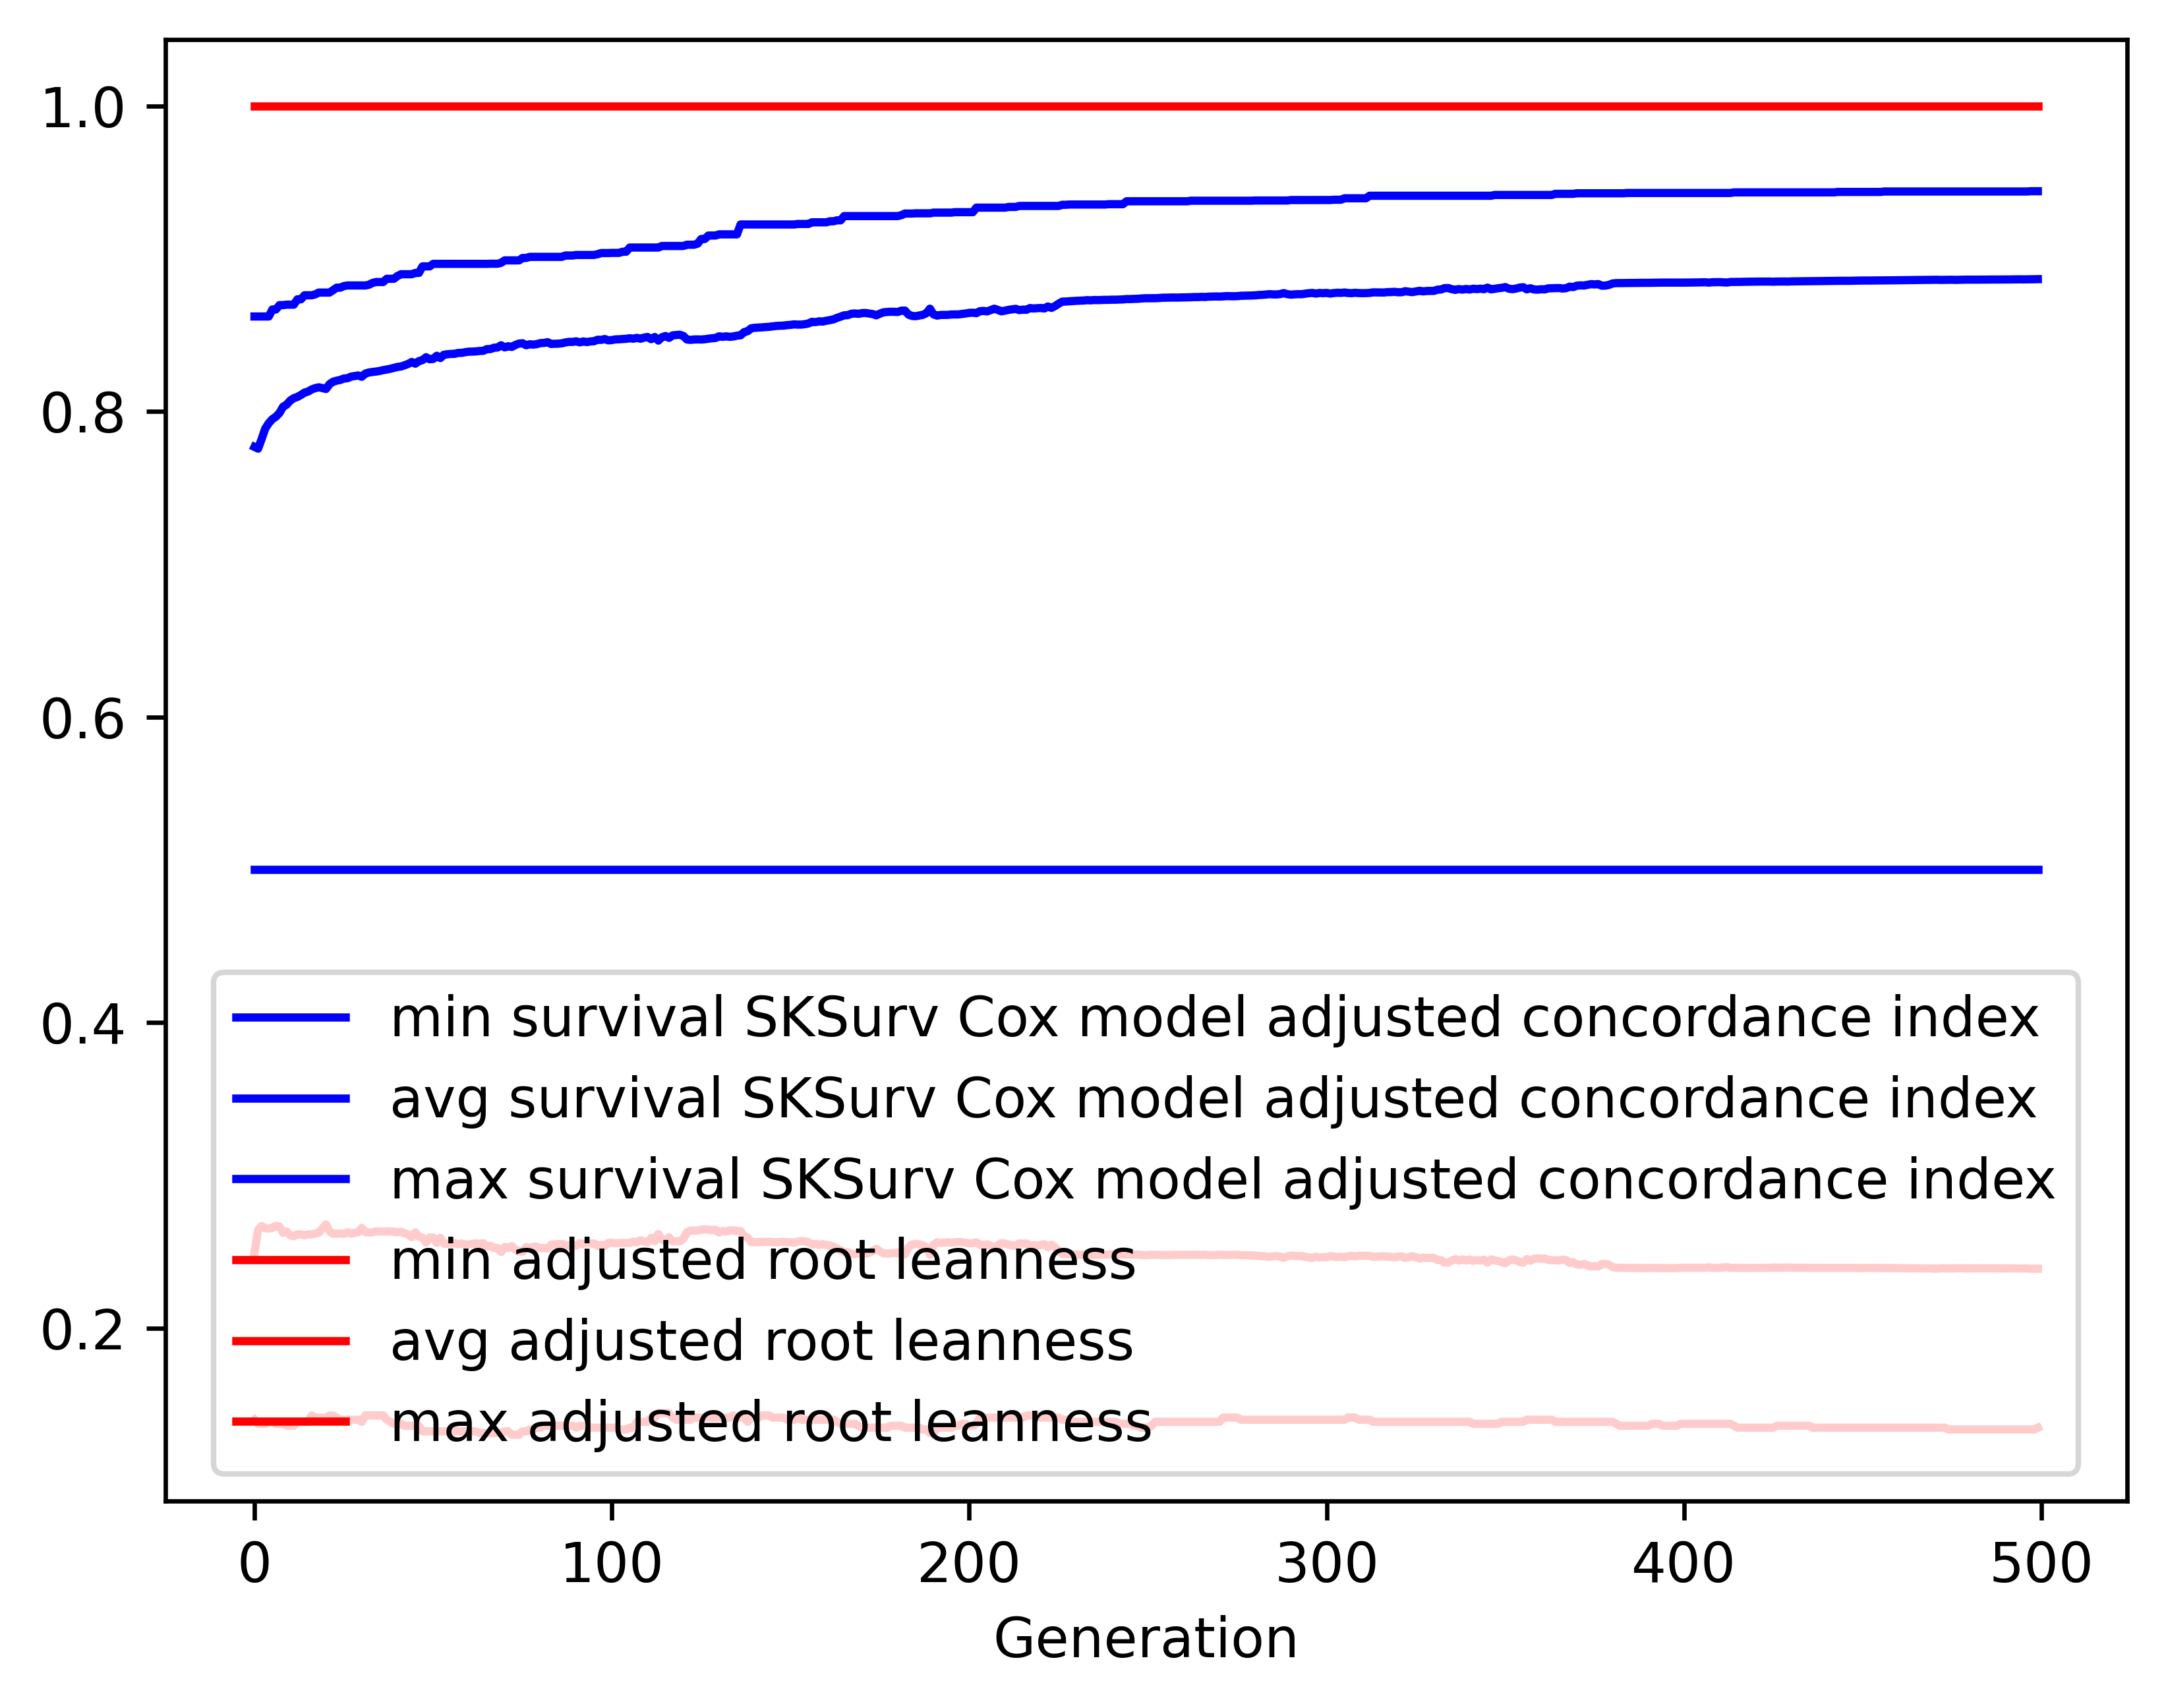 1.0
0.8
0.6
0.4
0.2
min survival SKSurv Cox model adjusted concordance index
avg survival SKSurv Cox model adjusted concordance index
max survival SKSurv Cox model adjusted concordance index
min adjusted root leanness
avg adjusted root leanness
max adjusted root leanness
0 100 200 300 400 500
Generation